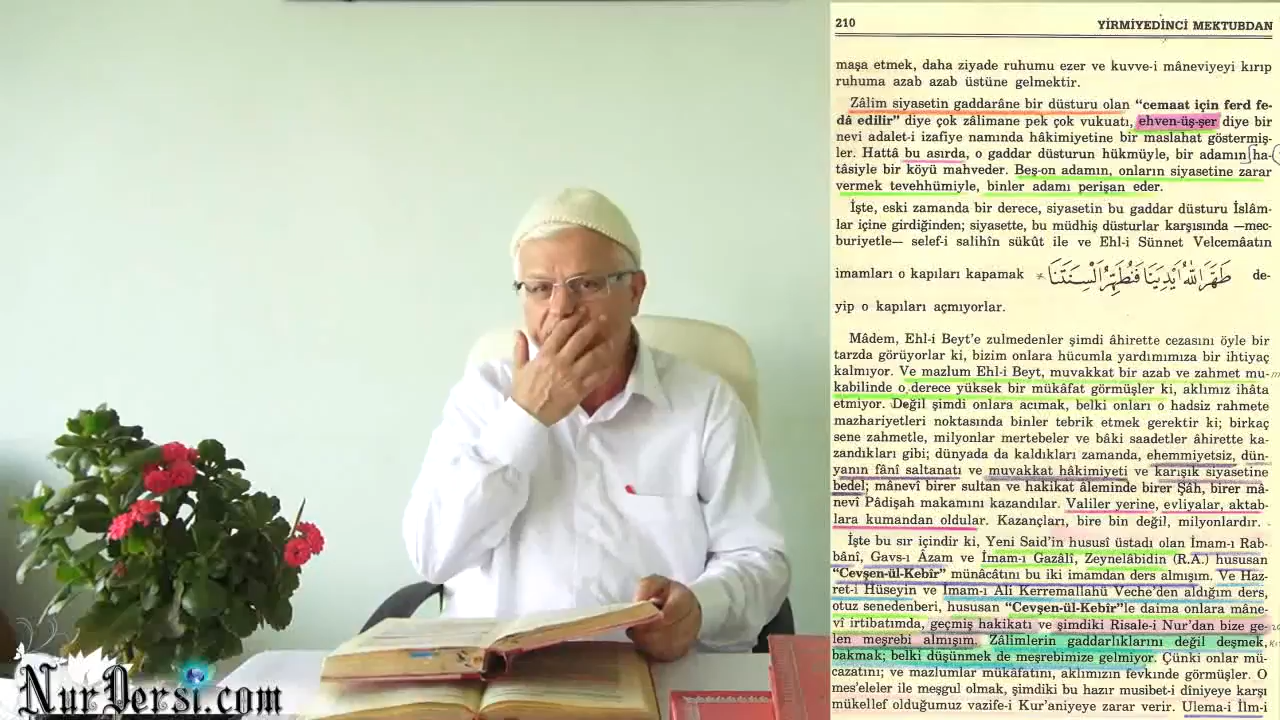 210 YİRMİYEDİNCİ MEKTUBDAN
maşa etmek, daha ziyade ruhumu ezer ve kuvve-i mâneviyeyi kırıp
ruhuma azab azab üstüne gelmektir.
Zâlim siyasetin gaddarâne bir düsturu olan “cemaat için ferd fe-
dâ edilir” diye çok zâlimane pek çok vukuatı, ehven-üş-şer diye bir
nevi adalet-i izafiye namında hâkimiyetine bir maslahat göstermiş-
ler. Hattâ bu asırda, o gaddar düsturun hükmüyle, bir adamın ha-
tâsiyle bir köyü mahveder. Beş-on adamın, onların siyasetine zarar
vermek tevehhümiyle, binler adamı perişan eder.
İşte, eski zamanda bir derece, siyasetin bu gaddar düsturu İslâm-
lar içine girdiğinden; siyasette, bu müdhiş düsturlar karşısında —mec-
buriyetle— selef-i salihîn sükût ile ve Ehl-i Sünnet Velcemâatın
imamları o kapıları kapamak طَهَّرَ اللّٰهُ اَيْدِيَنَا فَنُطَهِّرُ اَلْسِنَتَنَا de-
yip o kapıları açmıyorlar.
Mâdem, Ehl-i Beyt'e zulmedenler şimdi âhirette cezasını öyle bir
tarzda görüyorlar ki, bizim onlara hücumla yardımımıza bir ihtiyaç
kalmıyor. Ve mazlum Ehl-i Beyt, muvakkat bir azab ve zahmet mu-
kabilinde o derece yüksek bir mükâfat görmüşler ki, aklımız ihâta
etmiyor. Değil şimdi onlara acımak, belki onları o hadsiz rahmete
mazhariyetleri noktasında binler tebrik etmek gerektir ki; birkaç
sene zahmetle, milyonlar mertebeler ve bâki saadetler âhirette ka-
zandıkları gibi; dünyada da kaldıkları zamanda, ehemmiyetsiz, dün-
yanın fânî saltanatı ve muvakkat hâkimiyeti ve karışık siyasetine
bedel; mânevî birer sultan ve hakikat âleminde birer Şâh, birer mâ-
nevî Pâdişah makamını kazandılar. Valiler yerine, evliyalar, aktab-
lara kumandan oldular. Kazançları, bire bin değil, milyonlardır.
İşte bu sır içindir ki, Yeni Said'in hususî üstadı olan İmam-ı Rab-
bânî, Gavs-ı Âzam ve İmam-ı Gazâlî, Zeynelâbidîn (R.A.) hususan
“Cevşen-ül-Kebîr” münâcâtını bu iki imamdan ders almışım. Ve Haz-
ret-i Hüseyin ve İmam-ı Alî Kerremallahü Veche'den aldığım ders,
otuz senedenberi, hususan “Cevşen-ül-Kebîr”le daima onlara mâne-
vî irtibatımda, geçmiş hakikatı ve şimdiki Risale-i Nur'dan bize ge-
len meşrebi almışım. Zâlimlerin gaddarlıklarını değil deşmek,
bakmak; belki düşünmek de meşrebimize gelmiyor. Çünki onlar mü-
cazatını; ve mazlumlar mükâfatını, aklımızın fevkınde görmüşler. O
mes'eleler ile meşgul olmak, şimdiki bu hazır musibet-i dîniyeye karşı
mükellef olduğumuz vazife-i Kur'aniyeye zarar verir. Ulema-i İlm-i
NurDersi.com